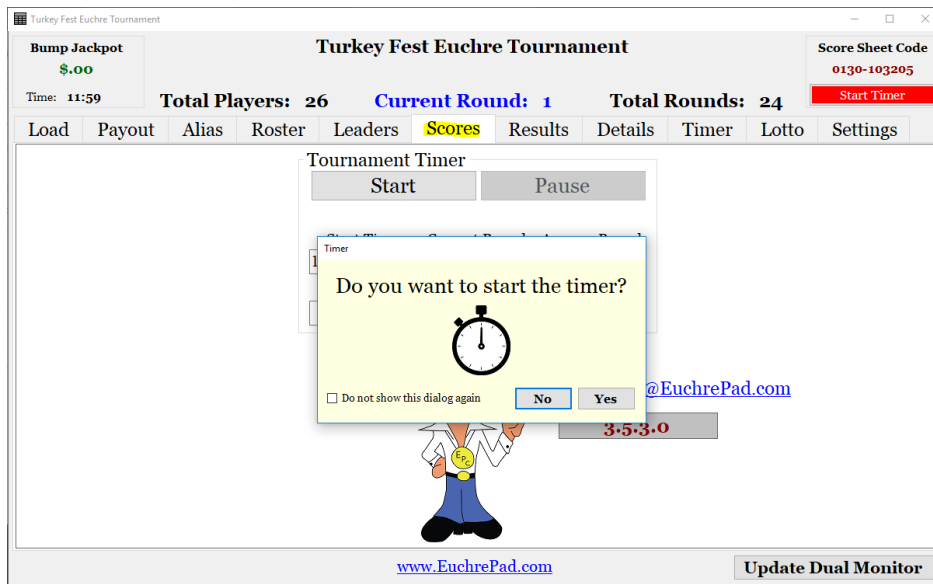 Turkey Fest Euchre Tournament
Bump Jackpot
$.00
Time: 11:59
Turkey Fest Euchre Tournament
Total Players: 26 Current Round: 1 Total Rounds: 24
Score Sheet Code
0130-103205
Start Timer
Load Payout Alias Roster Leaders Scores Results Details Timer Lotto Settings
Tournament Timer
Start Pause
Timer
Do you want to start the timer?
Do not show this dialog again No Yes
@EuchrePad.com
3.5.3.0
EPC
www.EuchrePad.com
Update Dual Monitor